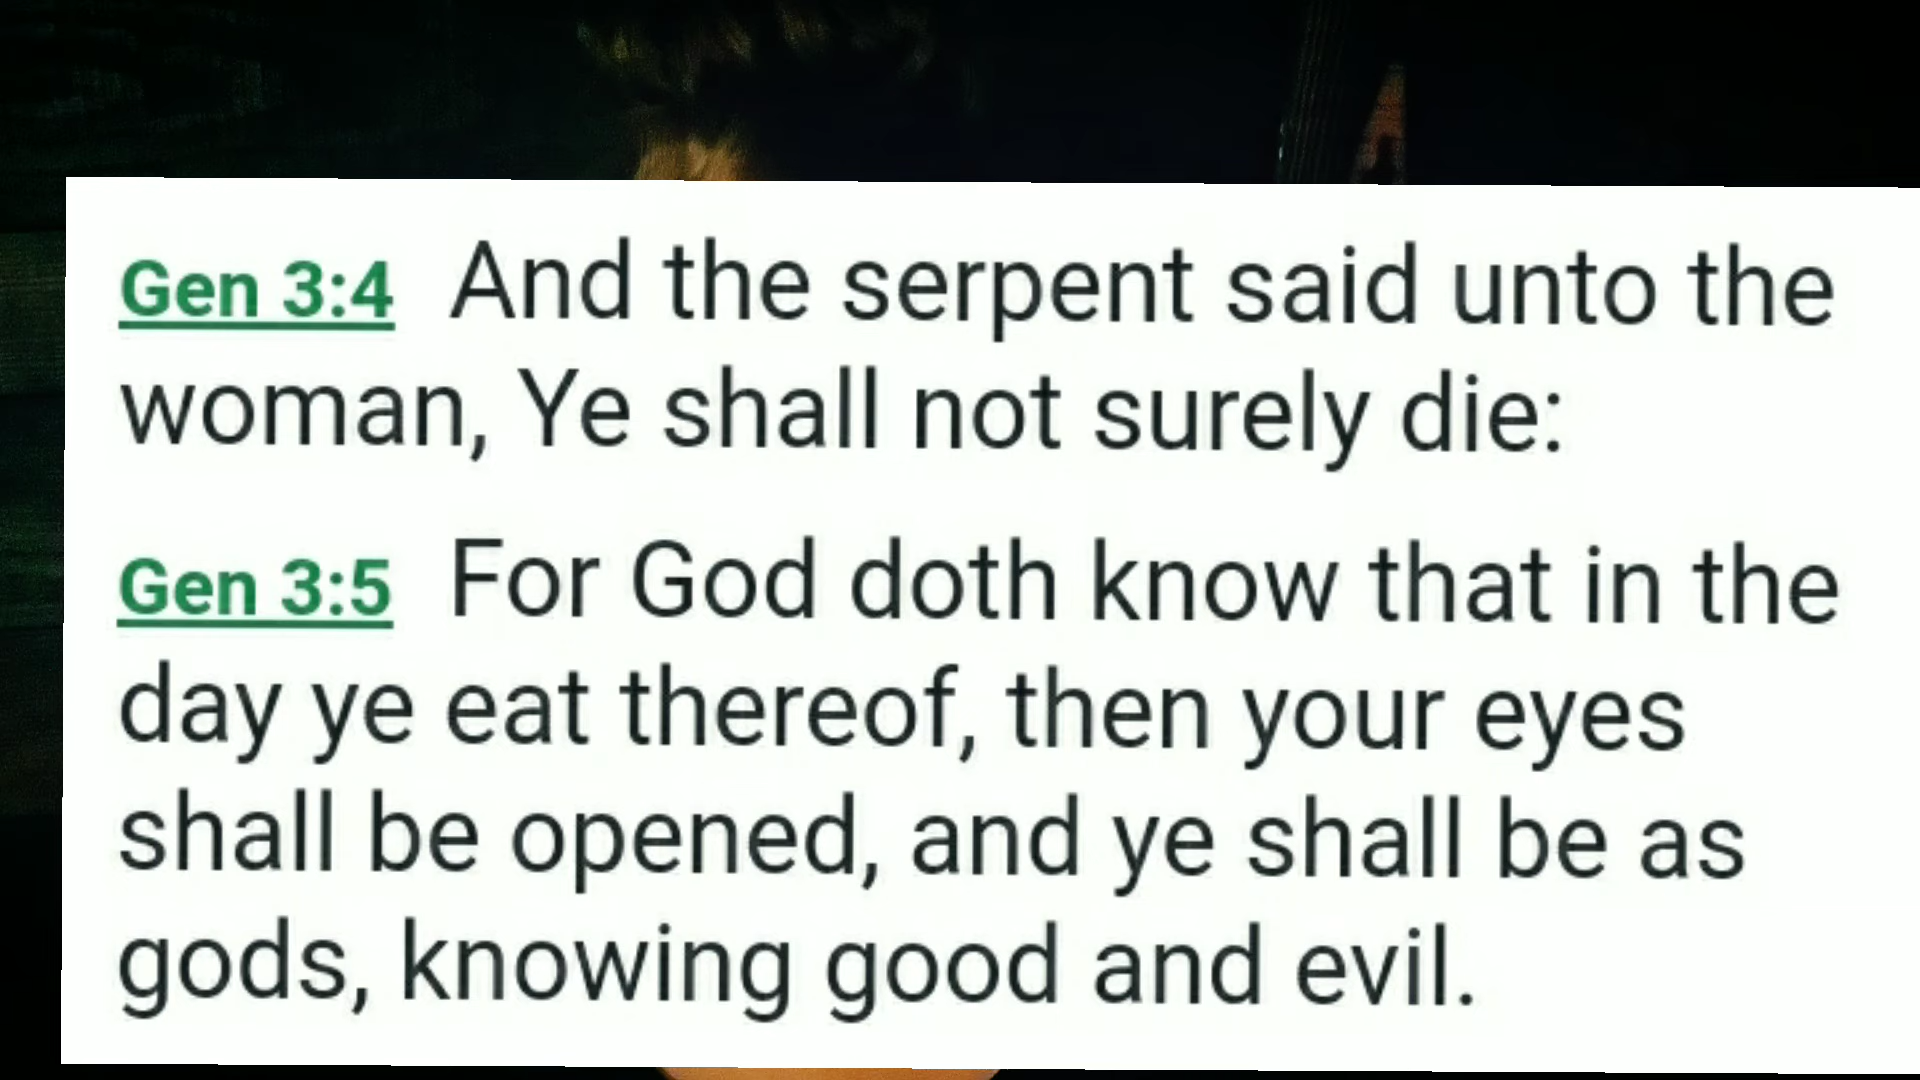 Gen 3:4 And the serpent said unto the
woman, Ye shall not surely die:
Gen 3:5 For God doth know that in the
day ye eat thereof, then your eyes
shall be opened, and ye shall be as
gods, knowing good and evil.